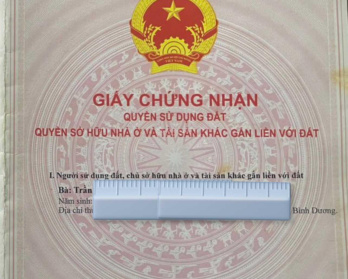 GIẤY CHỨNG NHẬN
QUYỀN SỬ DỤNG ĐẤT
QUYỀN SỞ HỮU NHÀ Ở VÀ TÀI SẢN KHÁC GẮN LIỀN VỚI ĐẤT
I. Người sử dụng đất, chủ sở hữu nhà ở và tài sản khác gắn liền với đất
Bà: Trần
Năm sinh
Địa chỉ Bình Dương.